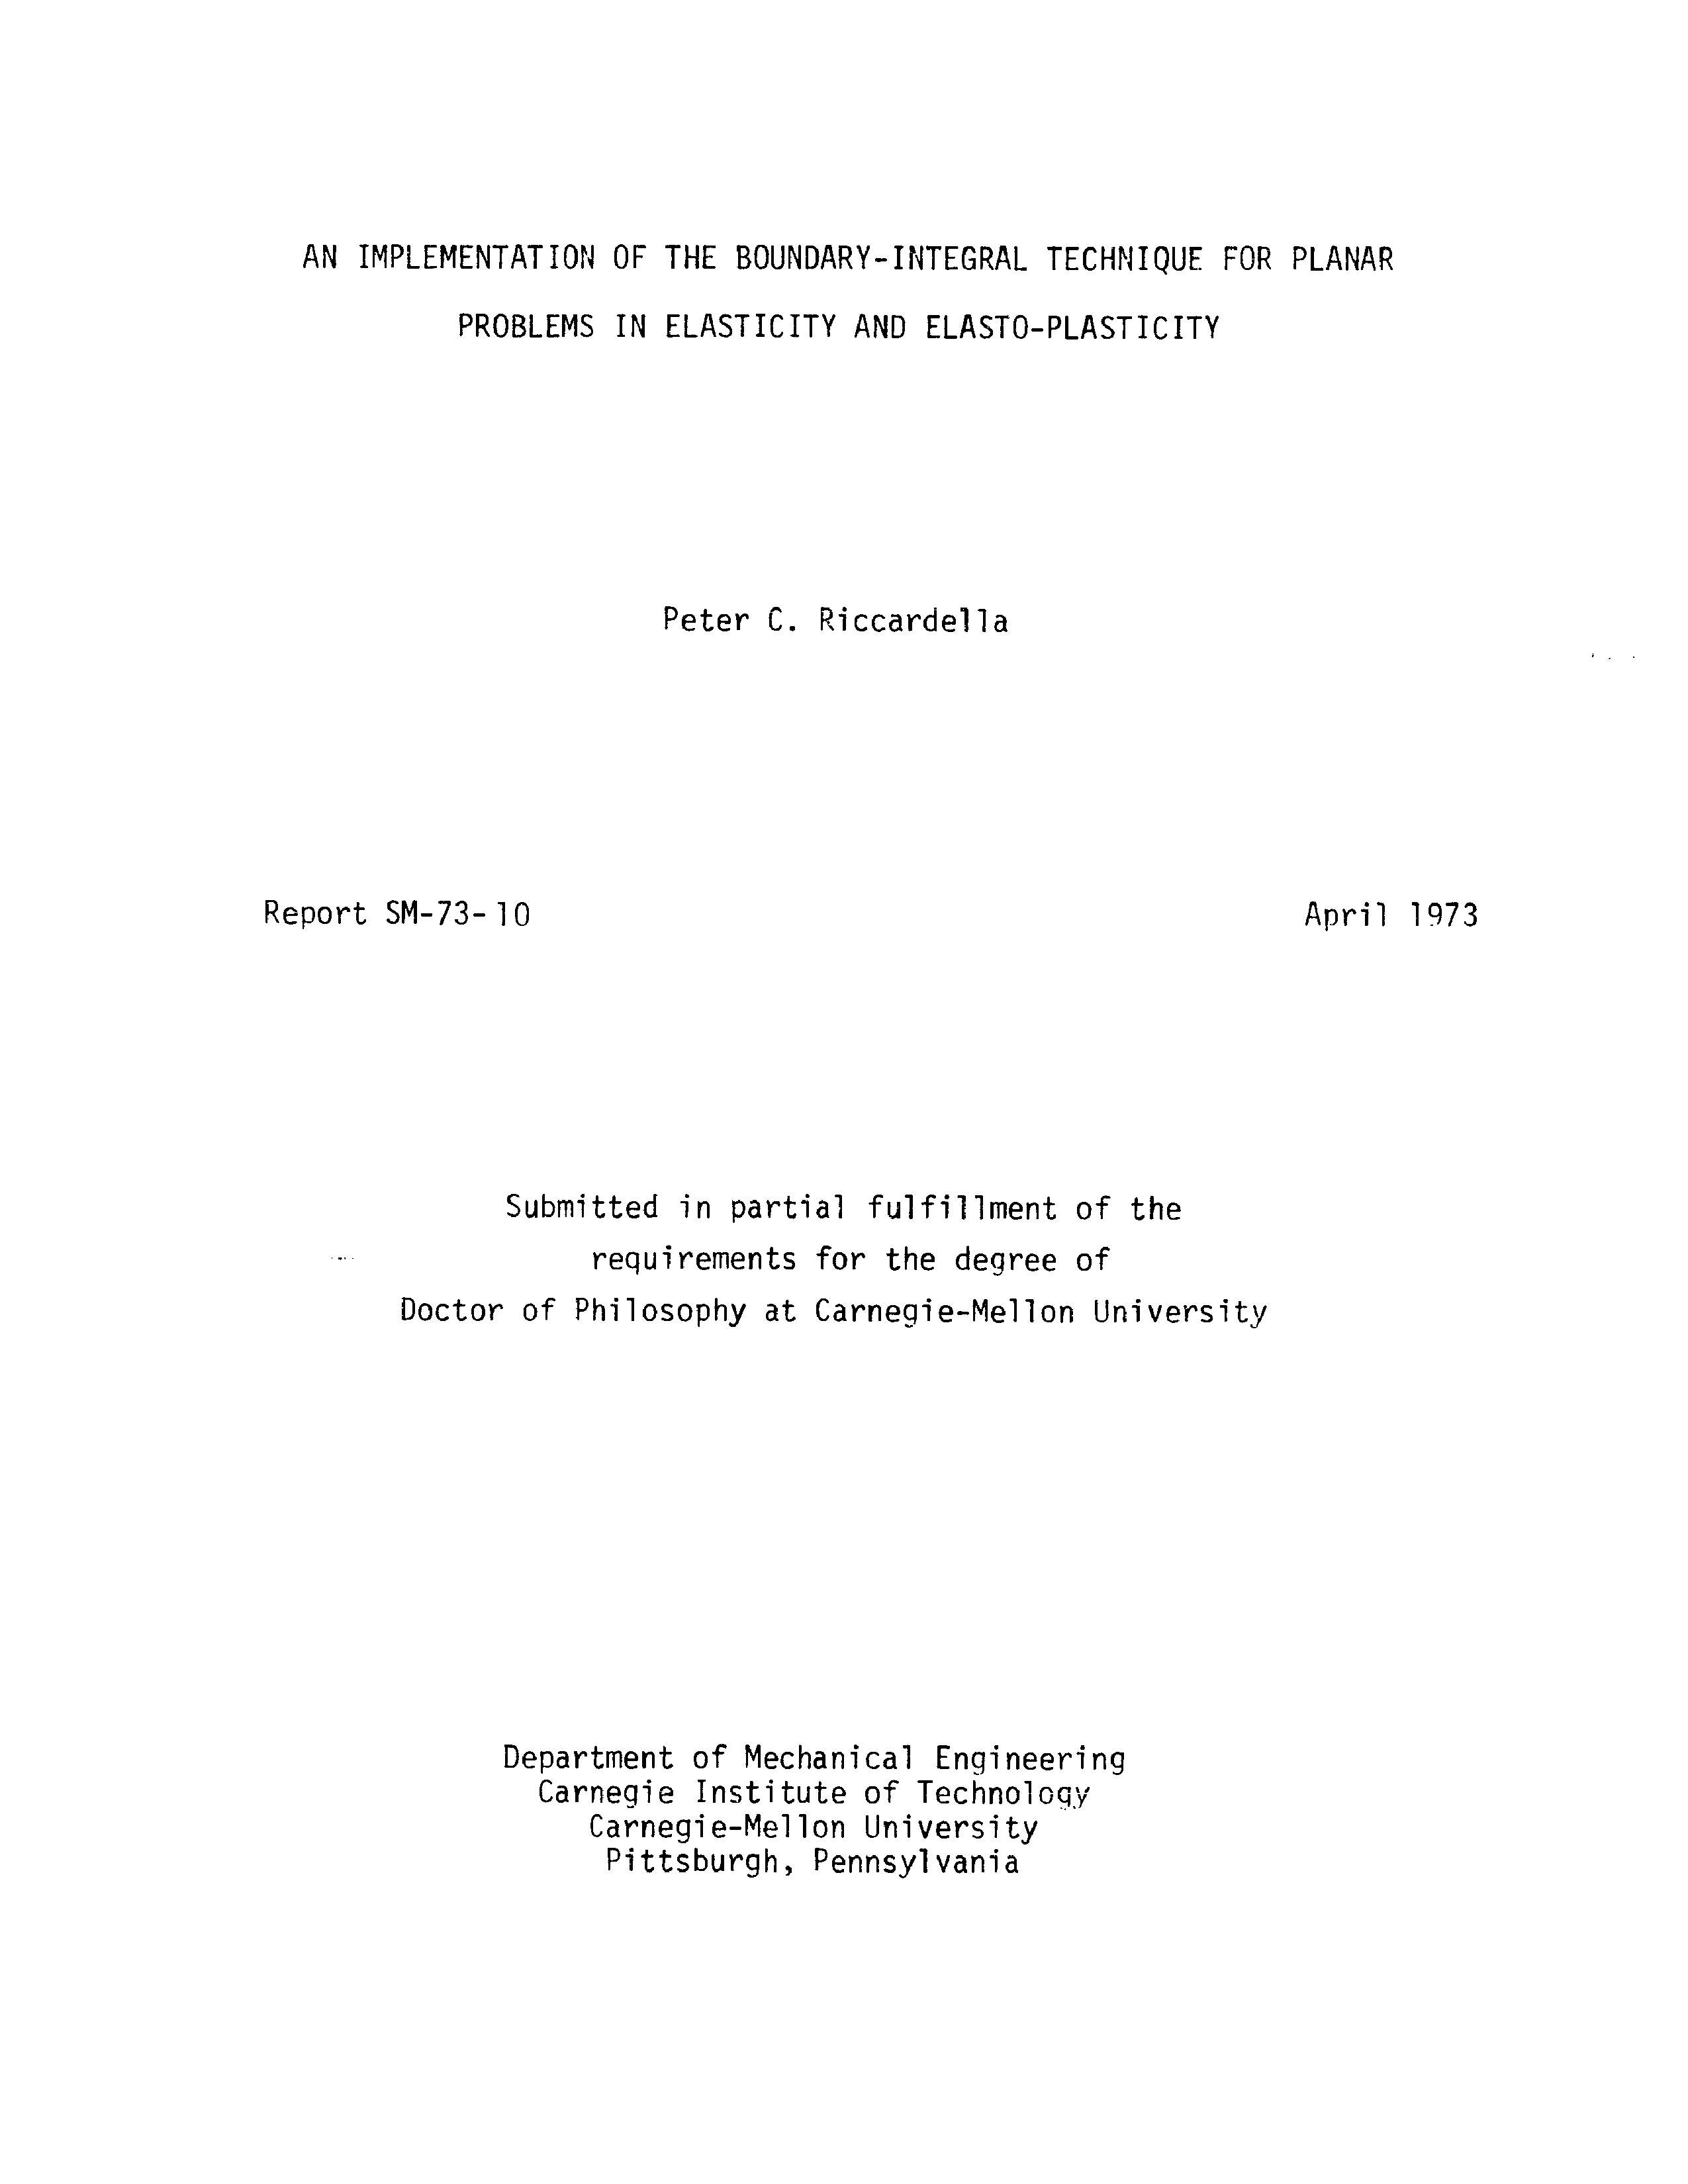 AN IMPLEMENTATION OF THE BOUNDARY-INTEGRAL TECHNIQUE FOR PLANAR
PROBLEMS IN ELASTICITY AND ELASTO-PLASTICITY
Peter C. Riccardella
Report SM-73-10 April 1973
Submitted in partial fulfillment of the
requirements for the degree of
Doctor of Philosophy at Carnegie-Mellon University
Department of Mechanical Engineering
Carnegie Institute of Technology
Carnegie-Mellon University
Pittsburgh, Pennsylvania